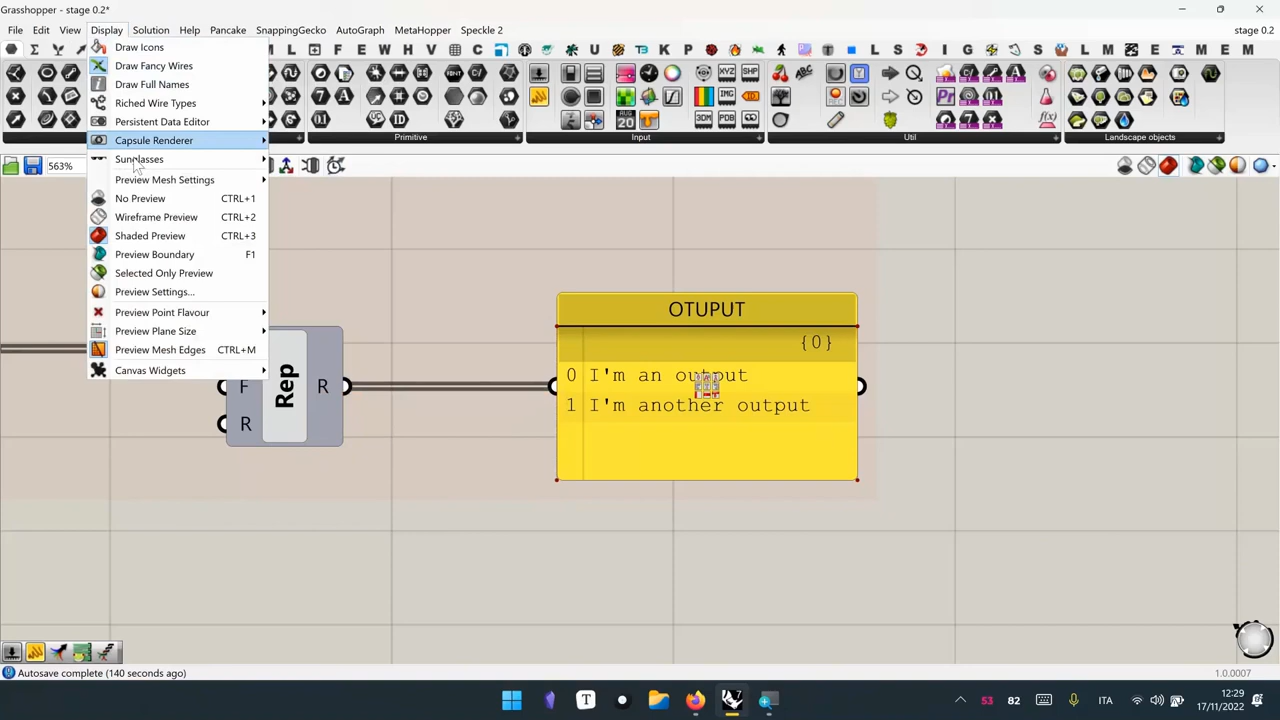 Grasshopper - stage 0.2*
File Edit View Display Solution Help Pancake SnappingGecko AutoGraph MetaHopper Speckle 2 stage 0.2*
Draw Icons
Draw Fancy Wires
Draw Full Names
Riched Wire Types
Persistent Data Editor
Capsule Renderer
Sunglasses
Preview Mesh Settings
No Preview CTRL+1
Wireframe Preview CTRL+2
Shaded Preview CTRL+3
Preview Boundary F1
Selected Only Preview
Preview Settings...
Preview Point Flavour
Preview Plane Size
Preview Mesh Edges CTRL+M
Canvas Widgets
Primitive
Input
Util
Landscape objects
563%
F
R
Rep
R
OTUPUT
{0}
0 I'm an output
1 I'm another output
Autosave complete (140 seconds ago)
1.0.0007
53 82 ITA 12:29
17/11/2022